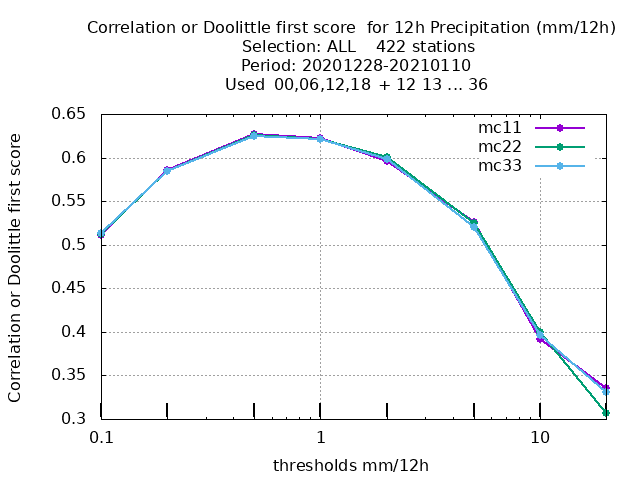 Correlation or Doolittle first score  for 12h Precipitation (mm/12h)
Selection: ALL    422 stations
Period: 20201228-20210110
Used  00,06,12,18  + 12 13 ... 36
Correlation or Doolittle first score
0.65
0.6
0.55
0.5
0.45
0.4
0.35
0.3
mc11
mc22
mc33
0.1 1 10
thresholds mm/12h